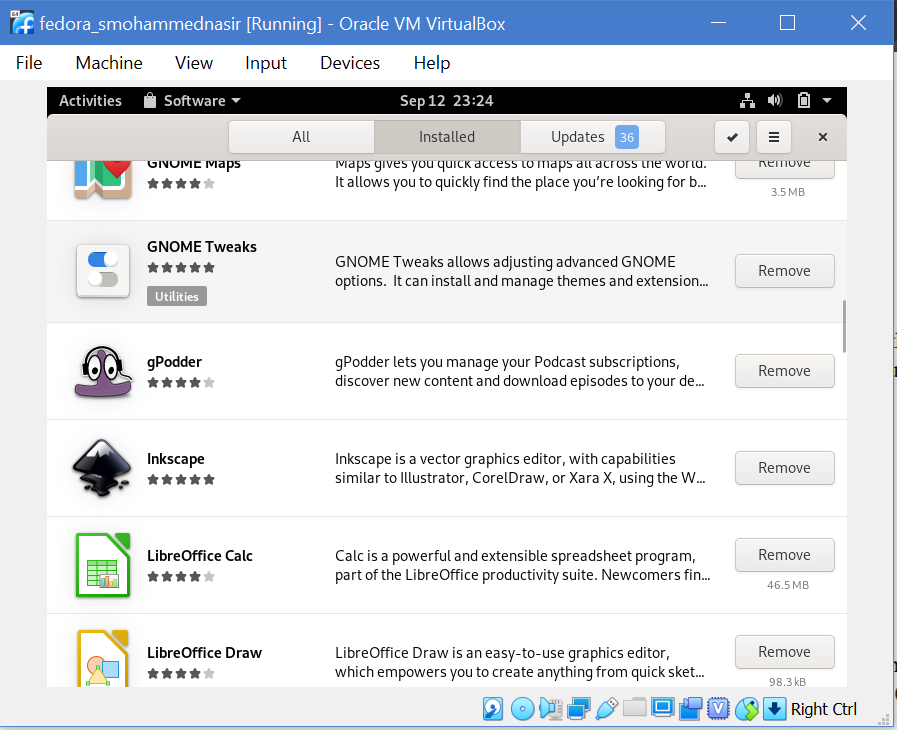 fedora_smohammednasir [Running] - Oracle VM VirtualBox
File Machine View Input Devices Help
Activities Software Sep 12 23:24
All Installed Updates 36
GNOME Maps
Maps gives you quick access to maps all across the world.
It allows you to quickly find the place you’re looking for b...
Remove
3.5 MB
GNOME Tweaks
Utilities
GNOME Tweaks allows adjusting advanced GNOME
options. It can install and manage themes and extension...
Remove
gPodder
gPodder lets you manage your Podcast subscriptions,
discover new content and download episodes to your de...
Remove
Inkscape
Inkscape is a vector graphics editor, with capabilities
similar to Illustrator, CorelDraw, or Xara X, using the W...
Remove
LibreOffice Calc
Calc is a powerful and extensible spreadsheet program,
part of the LibreOffice productivity suite. Newcomers fin...
Remove
46.5 MB
LibreOffice Draw
LibreOffice Draw is an easy-to-use graphics editor,
which empowers you to create anything from quick sket...
Remove
98.3 kB
Right Ctrl